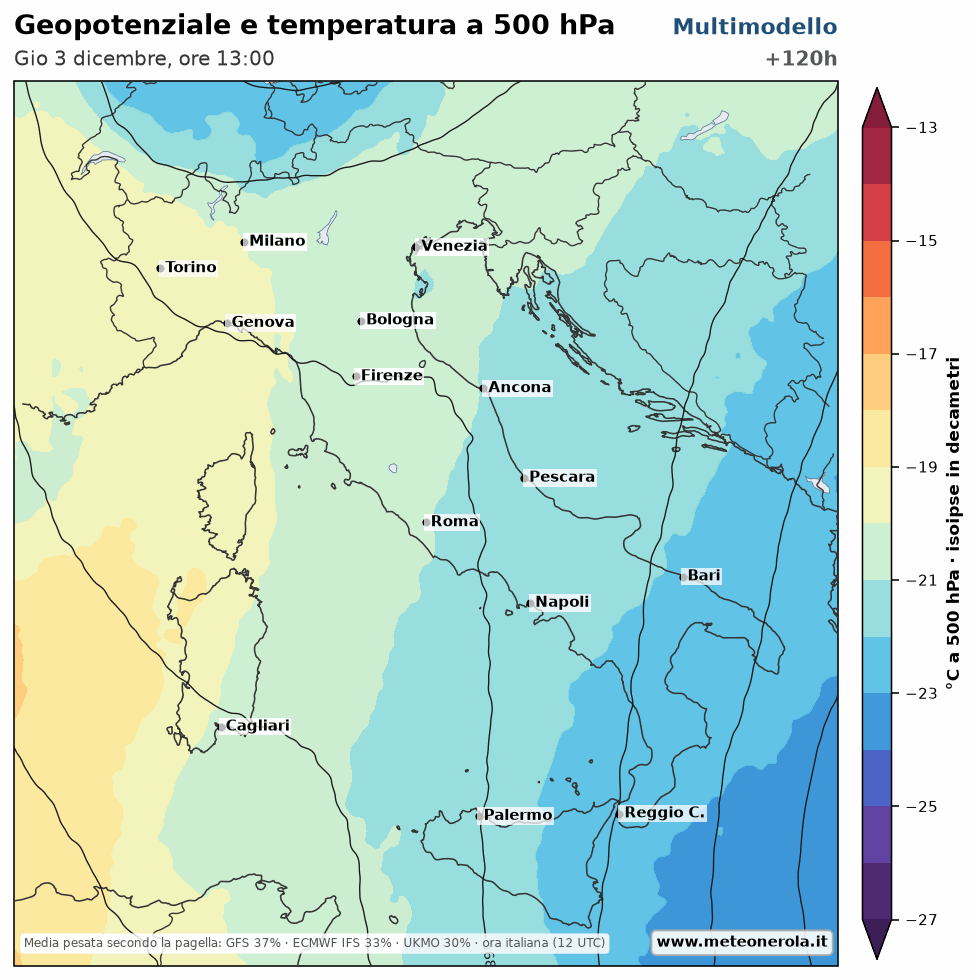 Geopotenziale e temperatura a 500 hPa
Multimodello
Gio 3 dicembre, ore 13:00
+120h
−13
−15
−17
−19
−21
−23
−25
−27
°C a 500 hPa · isoipse in decametri
Milano
Venezia
Torino
Genova
Bologna
Firenze
Ancona
Pescara
Roma
Bari
Napoli
Cagliari
Palermo
Reggio C.
Media pesata secondo la pagella: GFS 37% · ECMWF IFS 33% · UKMO 30% · ora italiana (12 UTC)
www.meteonerola.it